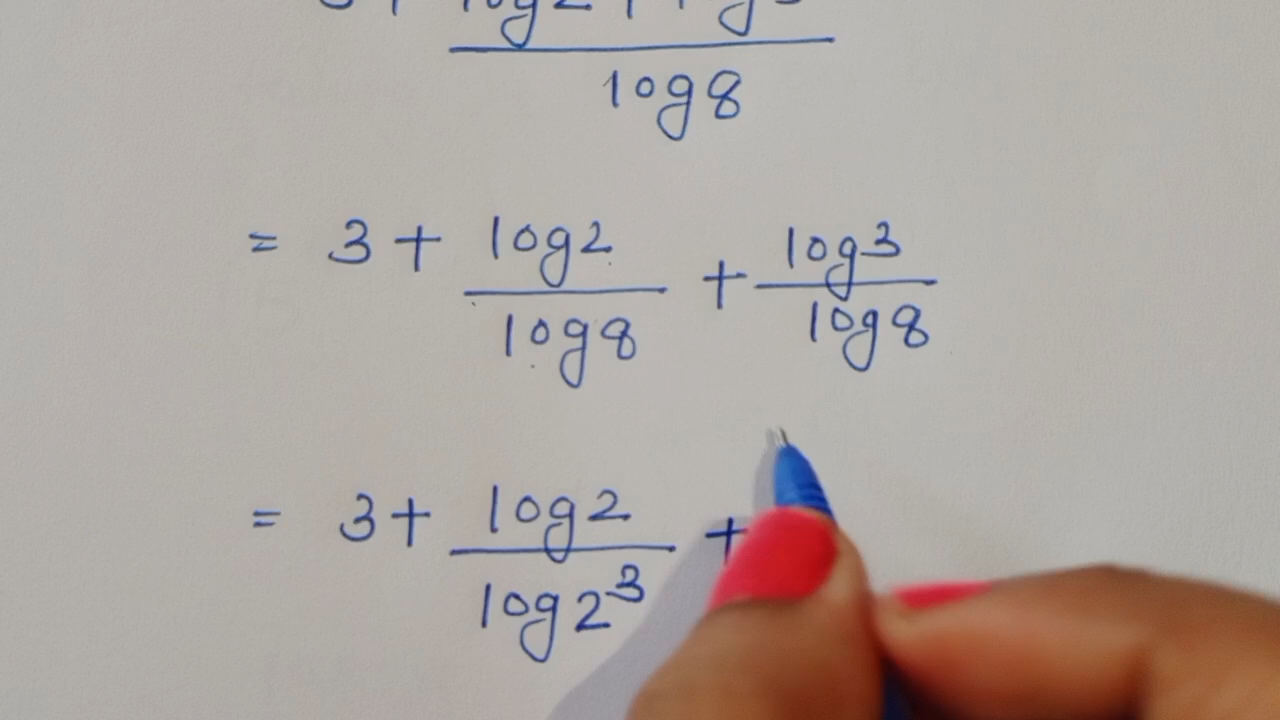 log8
= 3 + log2/log8 + log3/log8
= 3 + log2/log2³ +